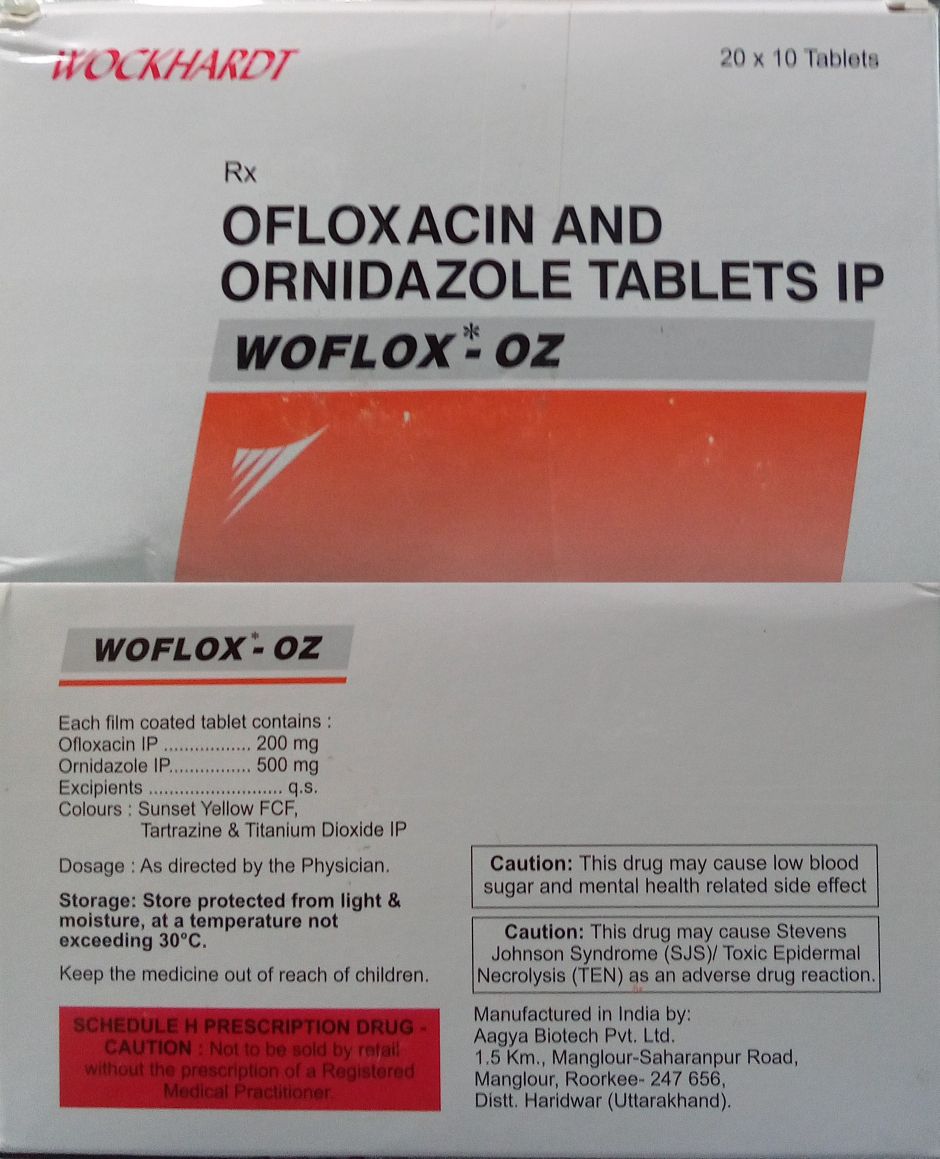 WOCKHARDT
20 x 10 Tablets
Rx
OFLOXACIN AND
ORNIDAZOLE TABLETS IP
WOFLOX*- OZ
WOFLOX*- OZ
Each film coated tablet contains :
Ofloxacin IP ................. 200 mg
Ornidazole IP................ 500 mg
Excipients .......................... q.s.
Colours : Sunset Yellow FCF,
Tartrazine & Titanium Dioxide IP
Dosage : As directed by the Physician.
Storage: Store protected from light &
moisture, at a temperature not
exceeding 30°C.
Keep the medicine out of reach of children.
SCHEDULE H PRESCRIPTION DRUG -
CAUTION : Not to be sold by retail
without the prescription of a Registered
Medical Practitioner.
Caution: This drug may cause low blood
sugar and mental health related side effect
Caution: This drug may cause Stevens
Johnson Syndrome (SJS)/ Toxic Epidermal
Necrolysis (TEN) as an adverse drug reaction.
Manufactured in India by:
Aagya Biotech Pvt. Ltd.
1.5 Km., Manglour-Saharanpur Road,
Manglour, Roorkee- 247 656,
Distt. Haridwar (Uttarakhand).